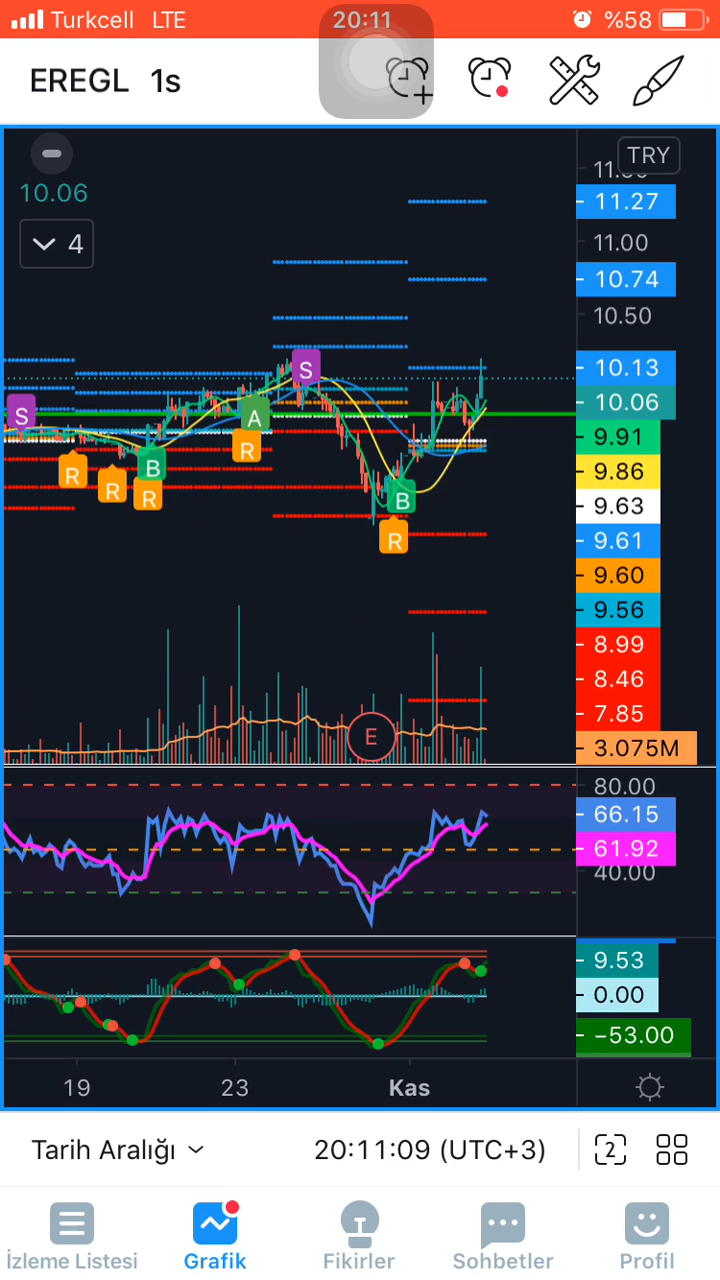 Turkcell LTE 20:11 %58
EREGL 1s
TRY
10.06
4
11.27
11.00
10.74
10.50
10.13
10.06
9.91
9.86
9.63
9.61
9.60
9.56
8.99
8.46
7.85
3.075M
S
S
A
R
B
R
R
R
B
R
E
80.00
66.15
61.92
40.00
9.53
0.00
−53.00
19 23 Kas
Tarih Aralığı 20:11:09 (UTC+3) 2
İzleme Listesi Grafik Fikirler Sohbetler Profil